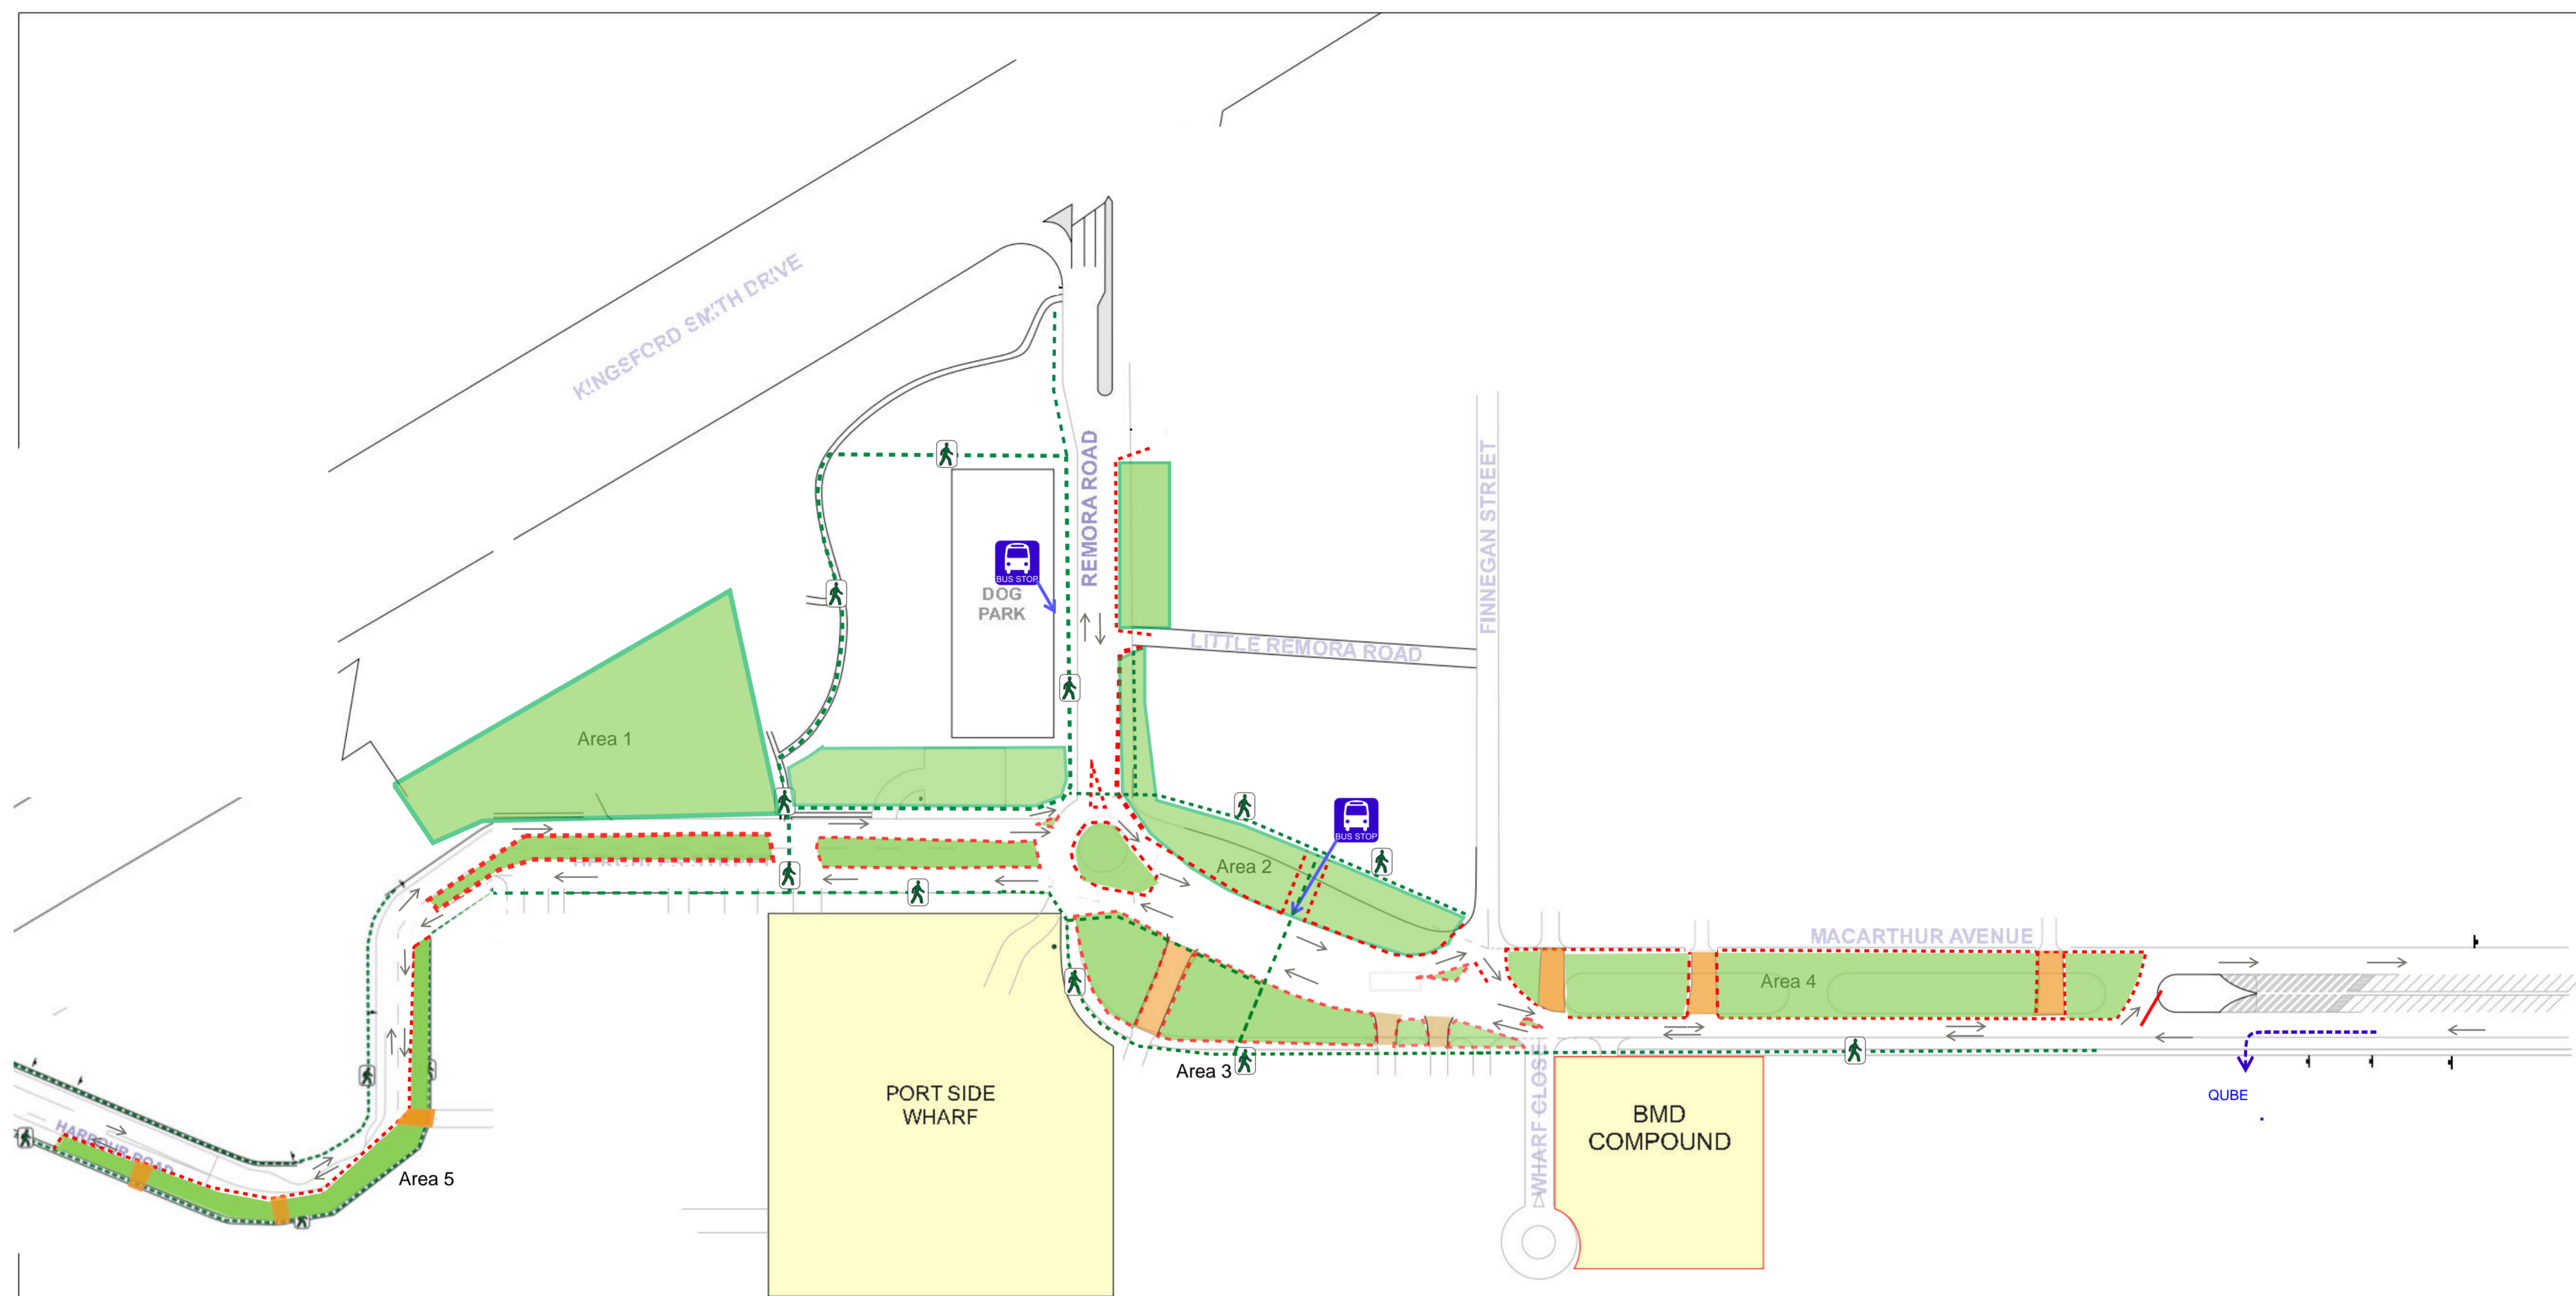 KINGSFORD SMITH DRIVE
REMORA ROAD
FINNEGAN STREET
BUS STOP
DOG
PARK
LITTLE REMORA ROAD
Area 1
BUS STOP
Area 2
MACARTHUR AVENUE
Area 4
Area 3
PORT SIDE
WHARF
WHARF CLOSE
BMD
COMPOUND
QUBE
HARBOUR ROAD
Area 5